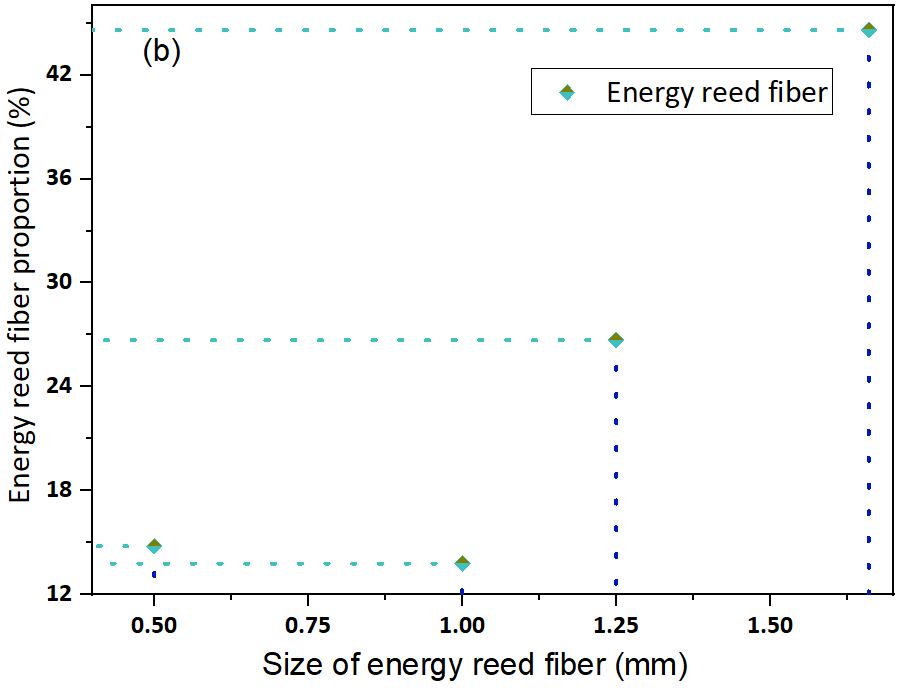 (b)
Energy reed fiber
Energy reed fiber proportion (%)
42
36
30
24
18
12
0.50 0.75 1.00 1.25 1.50
Size of energy reed fiber (mm)